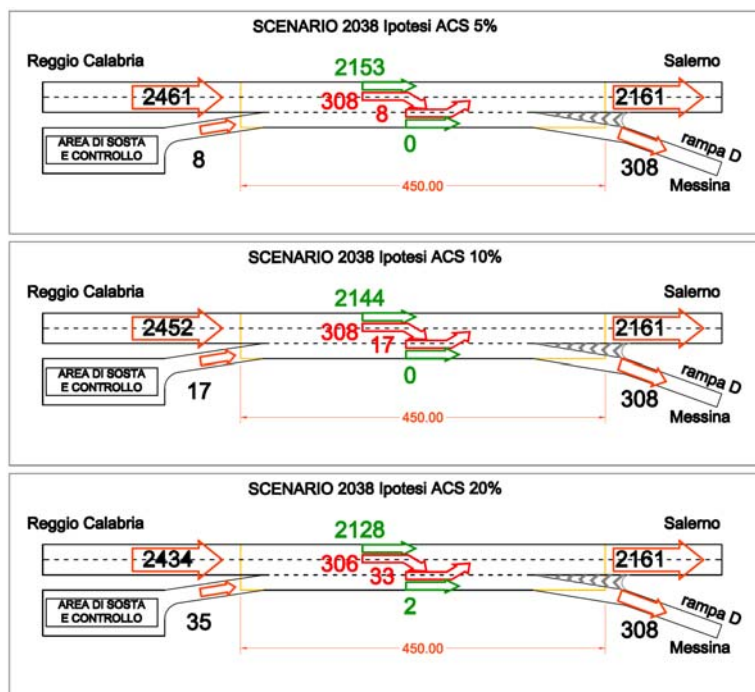 SCENARIO 2038 Ipotesi ACS 5%
Reggio Calabria
2153
Salerno
2461
308
8
2161
AREA DI SOSTA
E CONTROLLO
8
0
308
rampa D
Messina
450.00
SCENARIO 2038 Ipotesi ACS 10%
Reggio Calabria
2144
Salerno
2452
308
17
2161
AREA DI SOSTA
E CONTROLLO
17
0
308
rampa D
Messina
450.00
SCENARIO 2038 Ipotesi ACS 20%
Reggio Calabria
2128
Salerno
2434
306
33
2161
AREA DI SOSTA
E CONTROLLO
35
2
308
rampa D
Messina
450.00